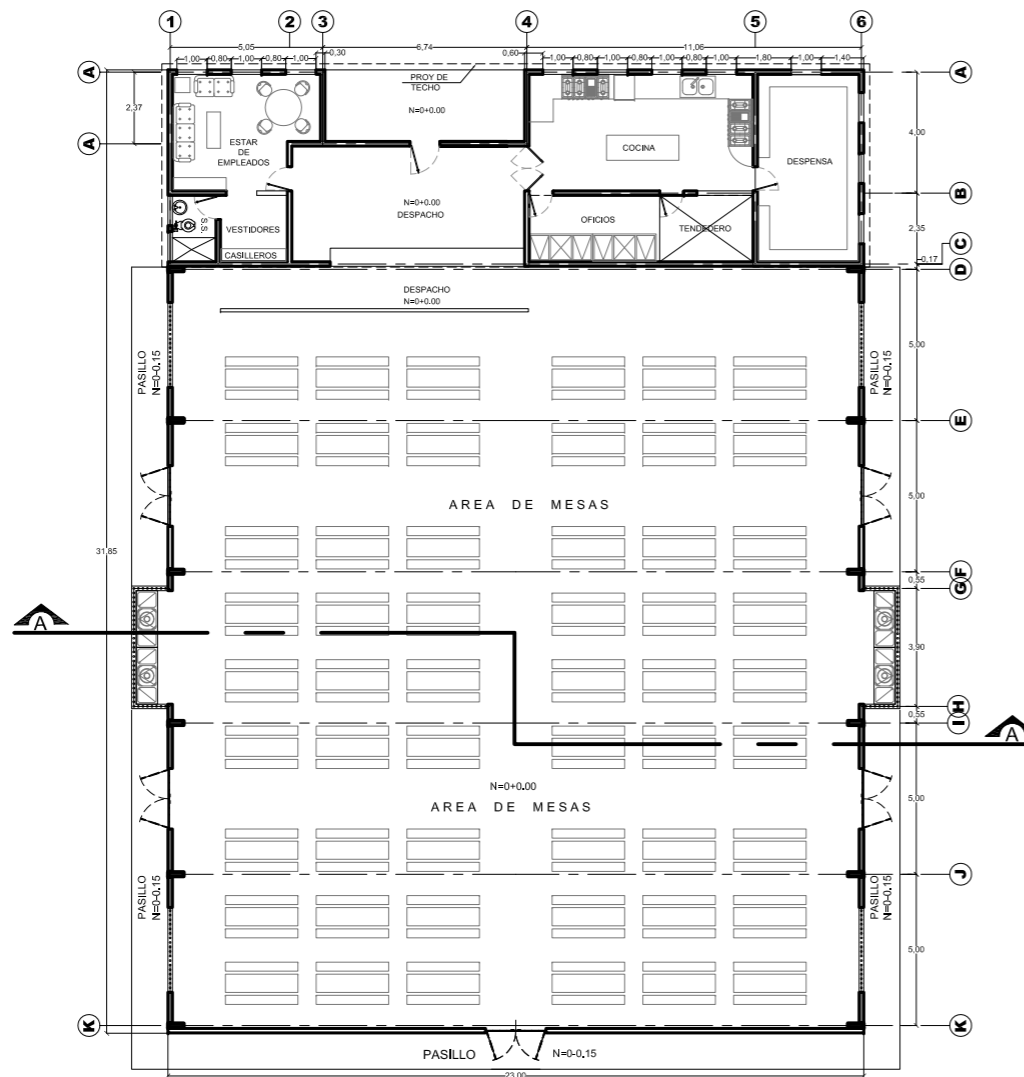 1 2 3 4 5 6
5,05 6,74 11,06
0,30 0,60
1,00 0,80 1,00 0,80 1,00
1,00 0,80 1,00 0,80 1,00 0,80 1,00 1,80 1,00 1,40
A A
PROY DE
TECHO
N=0+0.00
2,37
4,00
A
ESTAR
DE
EMPLEADOS
COCINA
DESPENSA
B
N=0+0.00
DESPACHO
S.S.
VESTIDORES
CASILLEROS
OFICIOS
TENDEDERO
2,35
C
0,17
D
DESPACHO
N=0+0.00
PASILLO
N=0-0.15
PASILLO
N=0-0.15
5,00
E
AREA DE MESAS
5,00
31,85
F
0,55
G
A
3,90
H
0,55
I
A
N=0+0.00
AREA DE MESAS
5,00
J
PASILLO
N=0-0.15
PASILLO
N=0-0.15
5,00
K K
PASILLO N=0-0.15
23,00